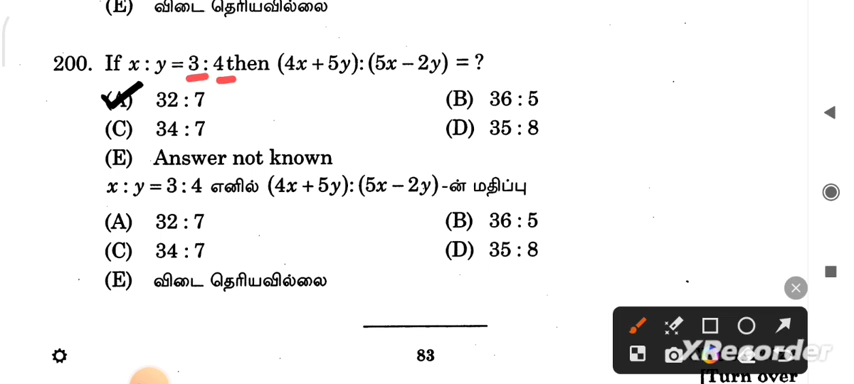 (E) விடை தெரியவில்லை
200. If x : y = 3 : 4 then (4x + 5y) : (5x – 2y) = ?
(A) 32 : 7 (B) 36 : 5
(C) 34 : 7 (D) 35 : 8
(E) Answer not known
x : y = 3 : 4 எனில் (4x + 5y) : (5x – 2y) -ன் மதிப்பு
(A) 32 : 7 (B) 36 : 5
(C) 34 : 7 (D) 35 : 8
(E) விடை தெரியவில்லை
XRecorder
83
[Turn over